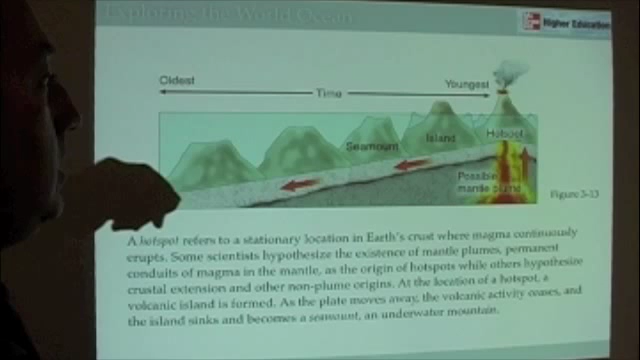 Exploring the World Ocean
Higher Education
Oldest
Youngest
Time
Seamount
Island
Hotspot
Possible
mantle plume
Figure 3-13
A hotspot refers to a stationary location in Earth's crust where magma continuously
erupts. Some scientists hypothesize the existence of mantle plumes, permanent
conduits of magma in the mantle, as the origin of hotspots while others hypothesize
crustal extension and other non-plume origins. At the location of a hotspot, a
volcanic island is formed. As the plate moves away, the volcanic activity ceases, and
the island sinks and becomes a seamount, an underwater mountain.